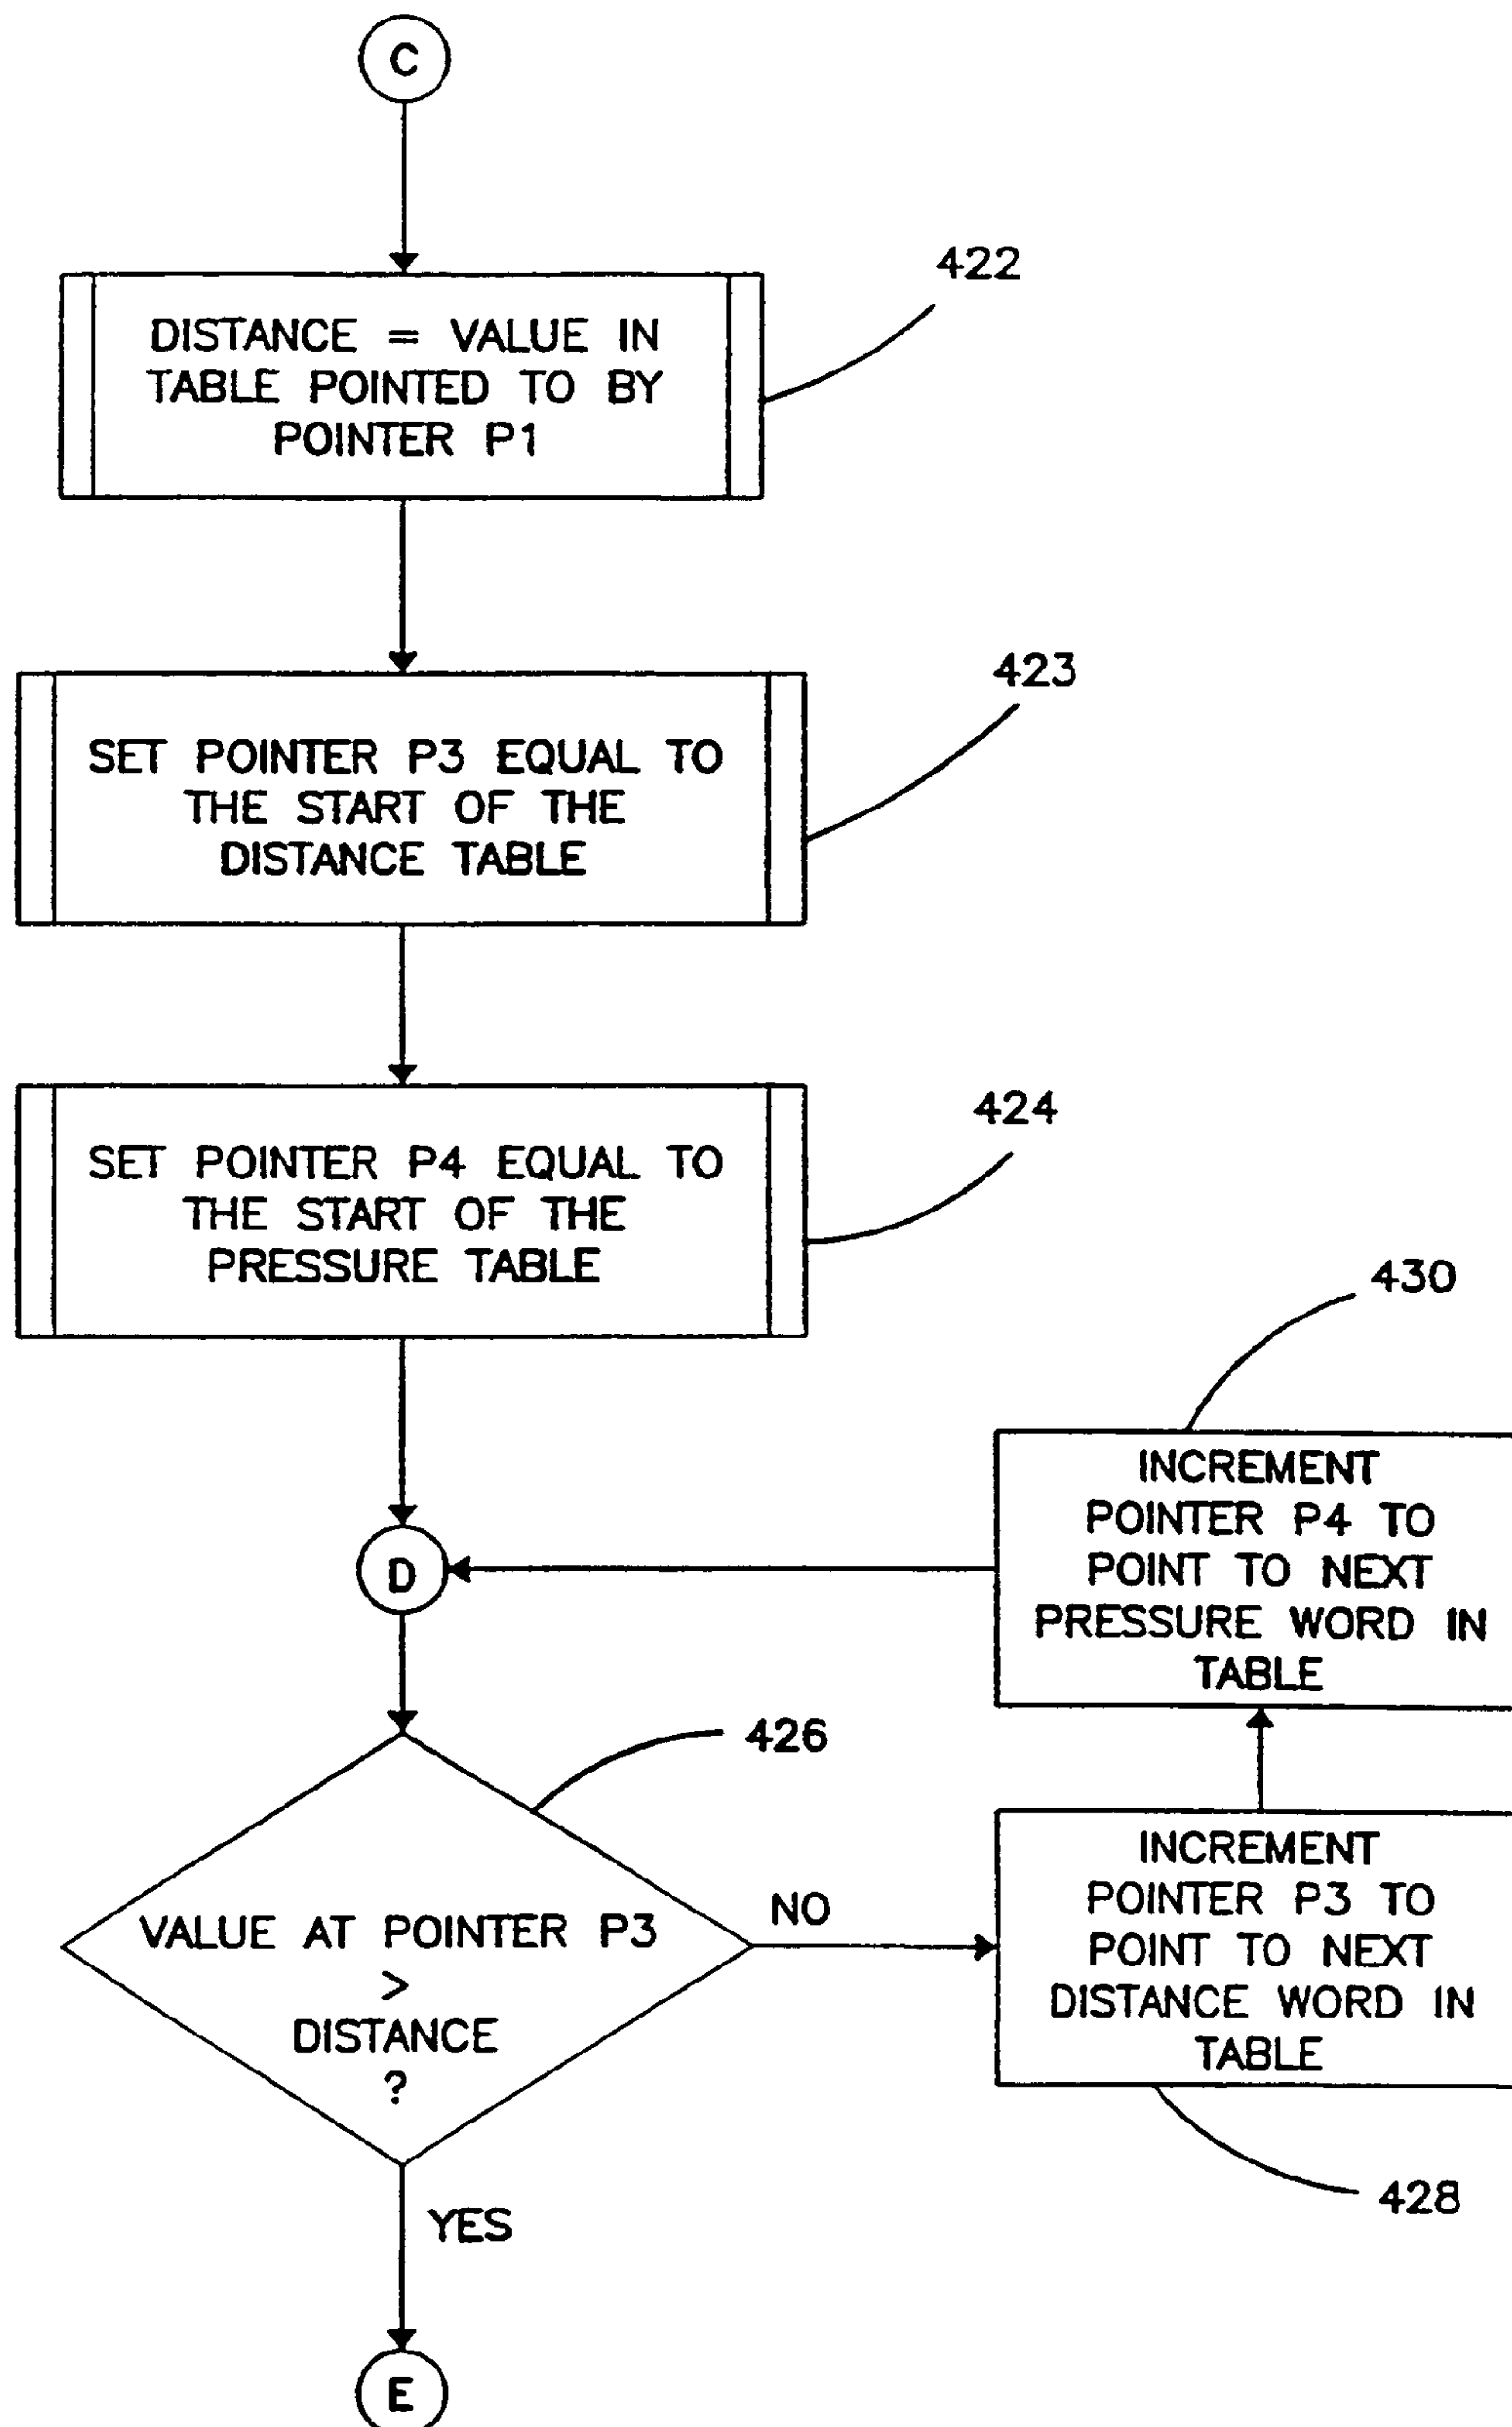 C
422
DISTANCE = VALUE IN
TABLE POINTED TO BY
POINTER P1
423
SET POINTER P3 EQUAL TO
THE START OF THE
DISTANCE TABLE
424
SET POINTER P4 EQUAL TO
THE START OF THE
PRESSURE TABLE
430
INCREMENT
POINTER P4 TO
POINT TO NEXT
PRESSURE WORD IN
TABLE
D
426
VALUE AT POINTER P3
>
DISTANCE
?
NO
INCREMENT
POINTER P3 TO
POINT TO NEXT
DISTANCE WORD IN
TABLE
428
YES
E